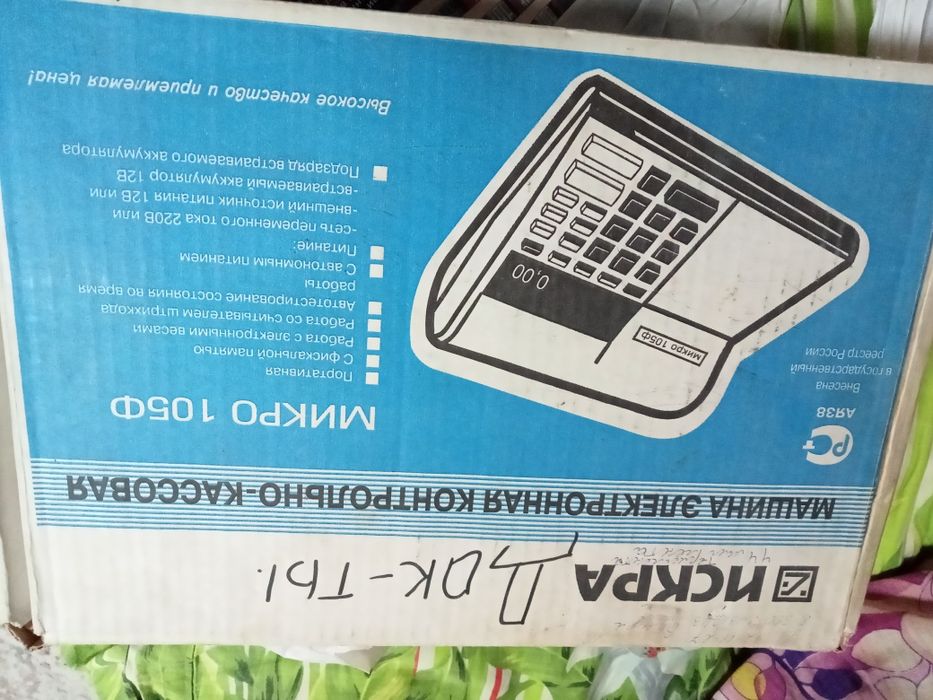 ИСКРА
Док-ты.
МАШИНА ЭЛЕКТРОННАЯ КОНТРОЛЬНО-КАССОВАЯ
РСТ
АЯ38
Внесена
в государственный
реестр России
Микро 105Ф
0,00
МИКРО 105Ф
Портативная
С фискальной памятью
Работа с электронными весами
Работа со считывателем штрихкода
Автотестирование состояния во время
работы
С автономным питанием
Питание:
-сеть переменного тока 220В или
-внешний источник питания 12В или
-встраиваемый аккумулятор 12В
Подзаряд встраиваемого аккумулятора
Высокое качество и приемлемая цена!